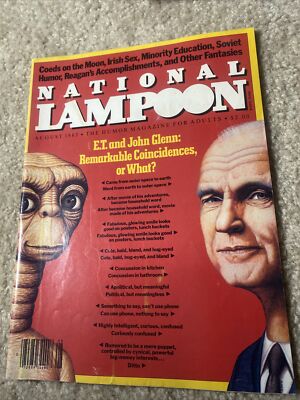 Coeds on the Moon, Irish Sex, Minority Education, Soviet
Humor, Reagan's Accomplishments, and Other Fantasies
NATIONAL
LAMPOON
AUGUST 1983 • THE HUMOR MAGAZINE FOR ADULTS • $2.00
E.T. and John Glenn:
Remarkable Coincidences,
or What?
◄ Came from outer space to earth
Went from earth to outer space ►
◄ After movie of his adventures,
became household word
After became household word, movie
made of his adventures ►
◄ Fabulous, glowing smile looks
good on posters, lunch buckets
Fabulous, glowing smile looks good
on posters, lunch buckets ►
◄ Cute, bald, bland, and bug-eyed
Cute, bald, bug-eyed, and bland ►
◄ Concussion in kitchen
Concussion in bathroom ►
◄ Apolitical, but meaningful
Political, but meaningless ►
◄ Something to say, can't use phone
Can use phone, nothing to say ►
◄ Highly intelligent, curious, confused
Curiously confused ►
◄ Rumored to be a mere puppet,
controlled by cynical, powerful
big-money interests...
Ditto ►